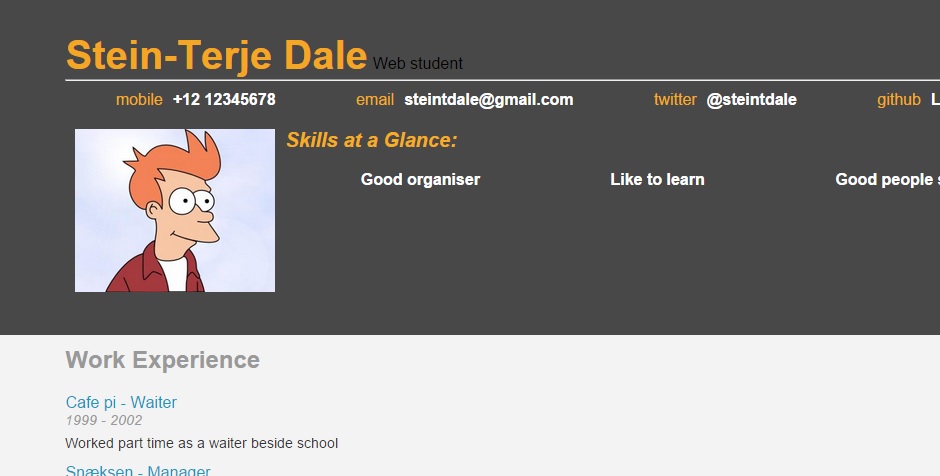 Stein-Terje Dale Web student
mobile +12 12345678 email steintdale@gmail.com twitter @steintdale github
Skills at a Glance:
Good organiser Like to learn Good people
Work Experience
Cafe pi - Waiter
1999 - 2002
Worked part time as a waiter beside school
Snæksen - Manager